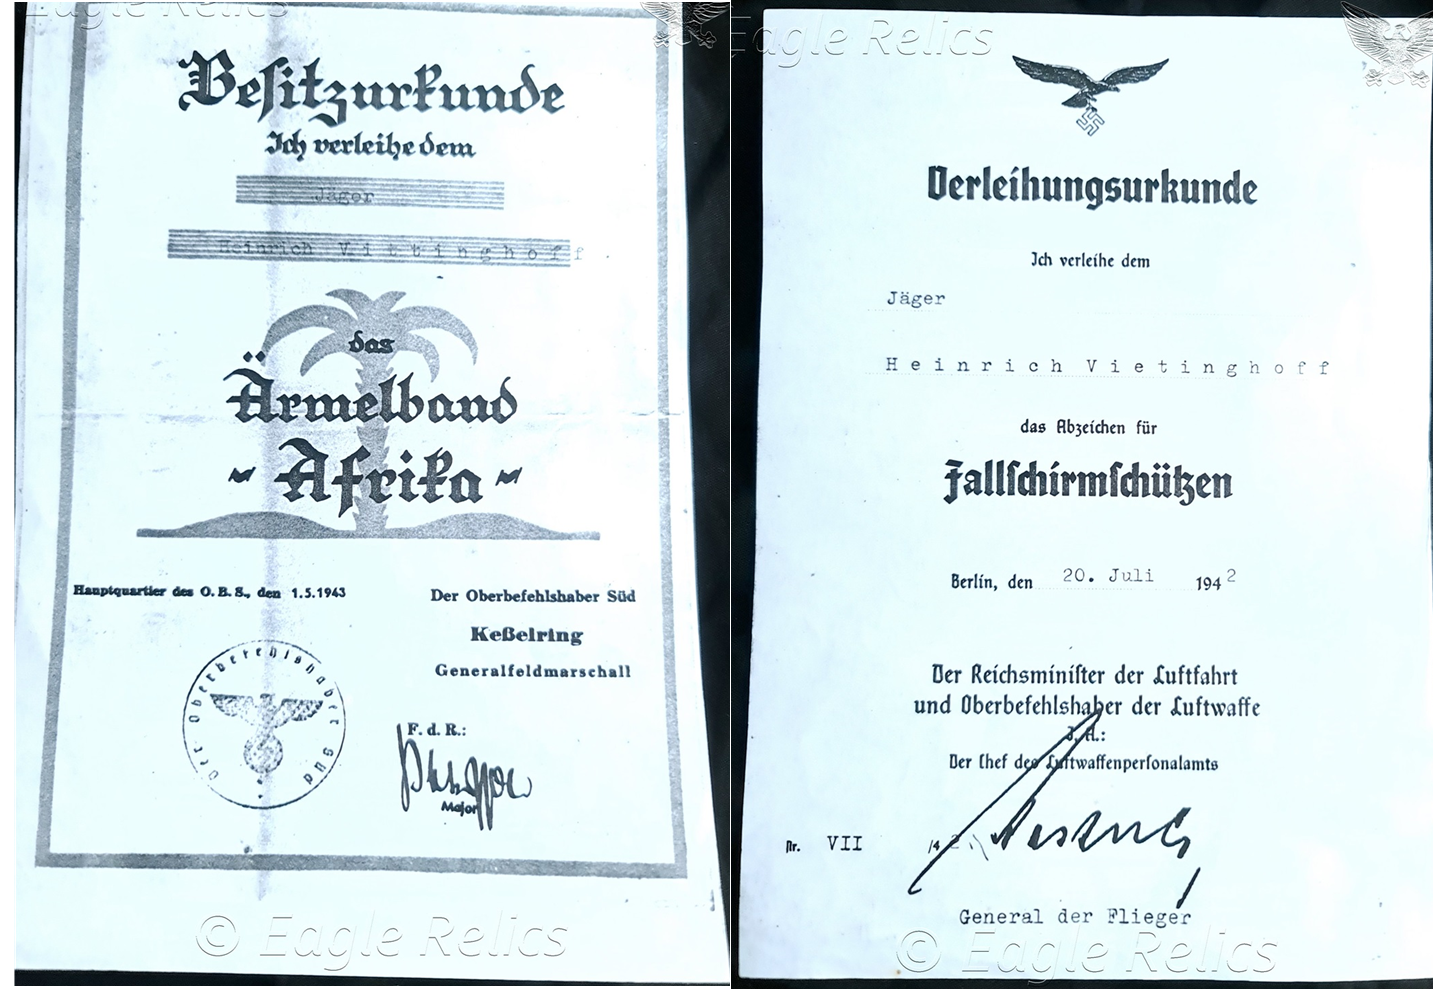 Eagle Relics
Besitzurkunde
Ich verleihe dem
Jäger
Heinrich Vittinghoff
das
Ärmelband
"Afrika"
Hauptquartier des O.B.S., den 1.5.1943
Der Oberbefehlshaber Süd
Keßelring
Generalfeldmarschall
Der Oberbefehlshaber Süd
F. d. R.:
Major
© Eagle Relics
Eagle Relics
Verleihungsurkunde
Ich verleihe dem
Jäger
Heinrich Vietinghoff
das Abzeichen für
Fallschirmschützen
Berlin, den 20. Juli 1942
Der Reichsminister der Luftfahrt
und Oberbefehlshaber der Luftwaffe
J. A.:
Der Chef des Luftwaffenpersonalamts
Nr. VII /42
General der Flieger
© Eagle Relics